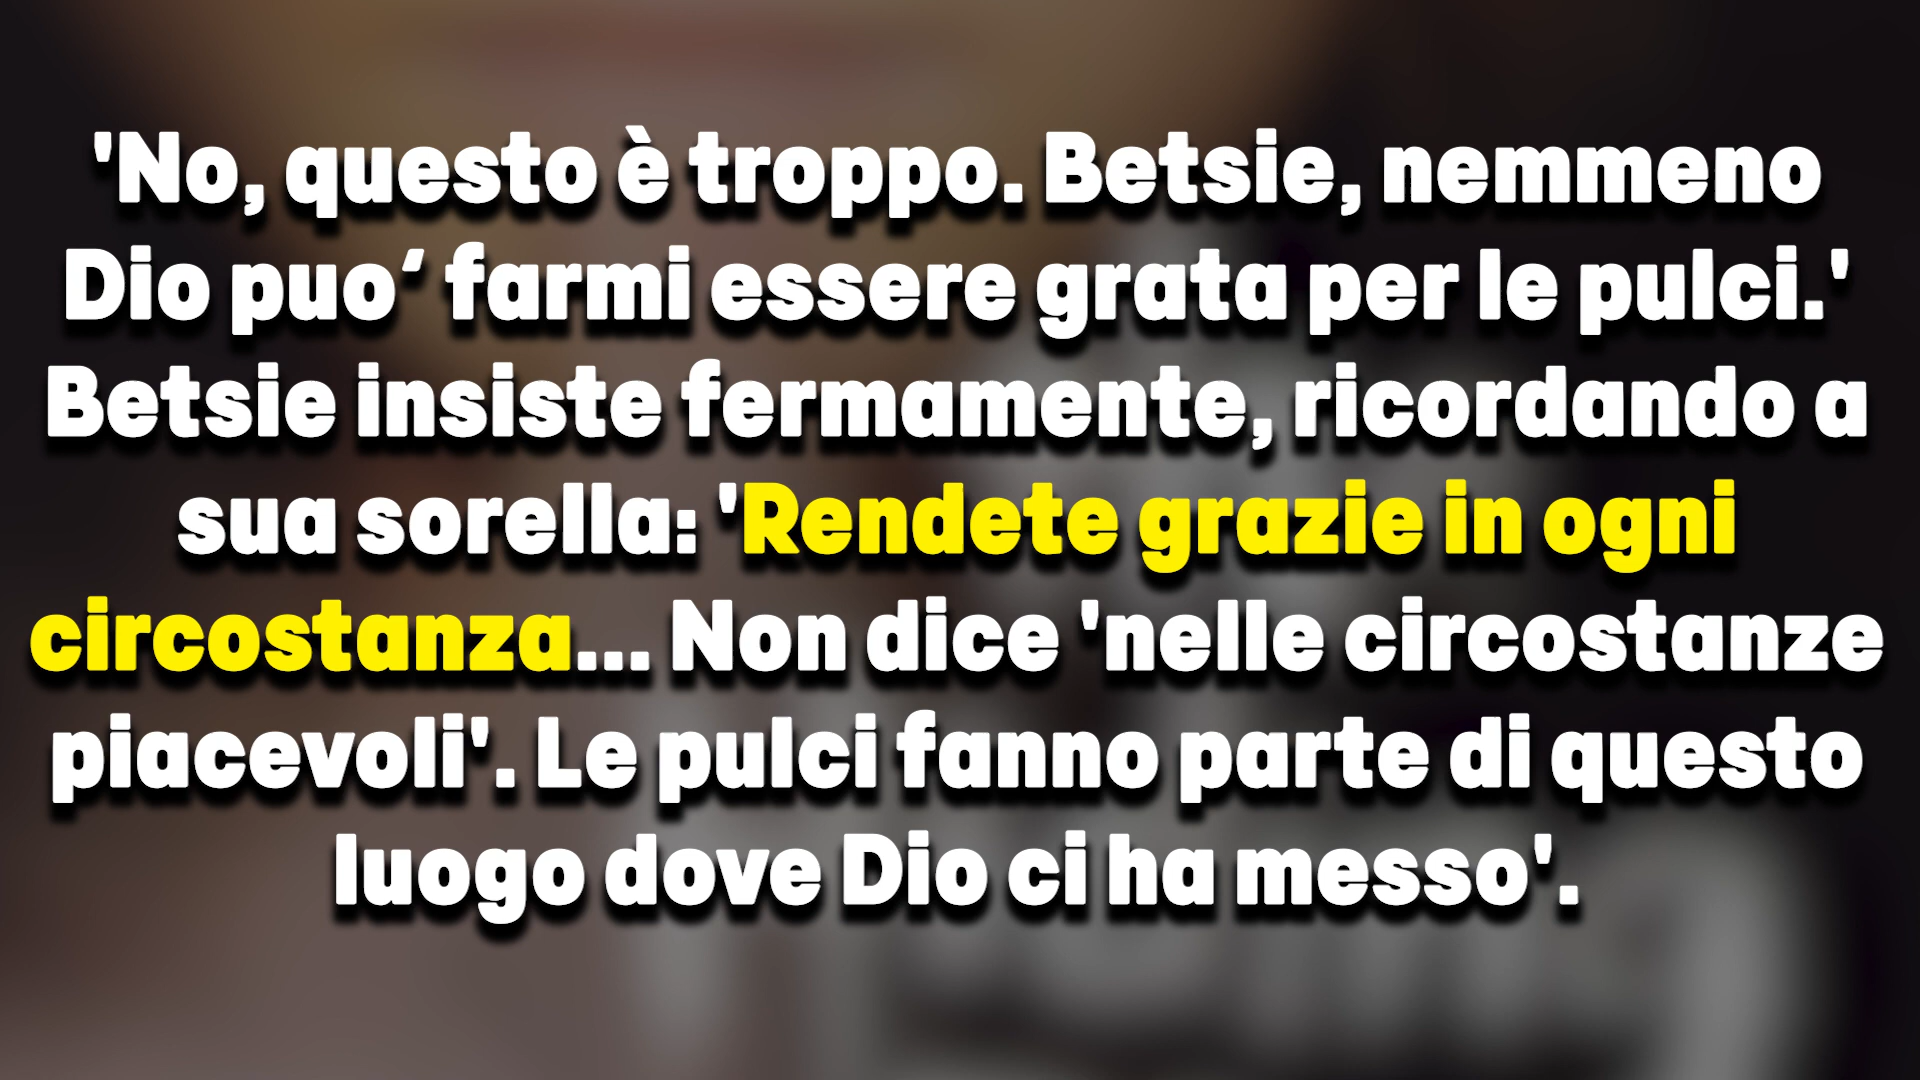 'No, questo è troppo. Betsie, nemmeno
Dio puo‘ farmi essere grata per le pulci.'
Betsie insiste fermamente, ricordando a
sua sorella: 'Rendete grazie in ogni
circostanza... Non dice 'nelle circostanze
piacevoli'. Le pulci fanno parte di questo
luogo dove Dio ci ha messo'.